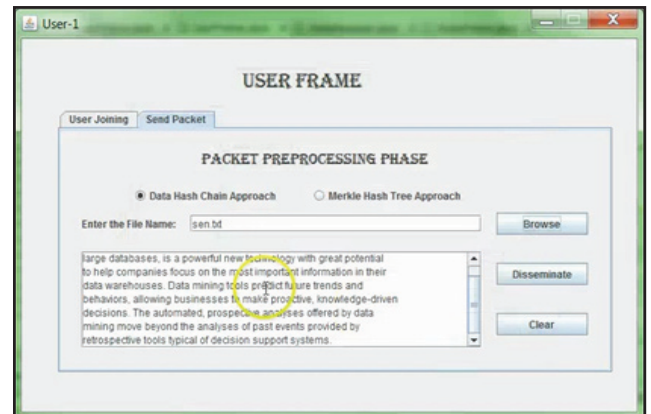 User-1
USER FRAME
User Joining
Send Packet
PACKET PREPROCESSING PHASE
Data Hash Chain Approach
Merkle Hash Tree Approach
Enter the File Name:
sen.txt
Browse
large databases, is a powerful new technology with great potential
to help companies focus on the most important information in their
data warehouses. Data mining tools predict future trends and
behaviors, allowing businesses to make proactive, knowledge-driven
decisions. The automated, prospective analyses offered by data
mining move beyond the analyses of past events provided by
retrospective tools typical of decision support systems.
Disseminate
Clear